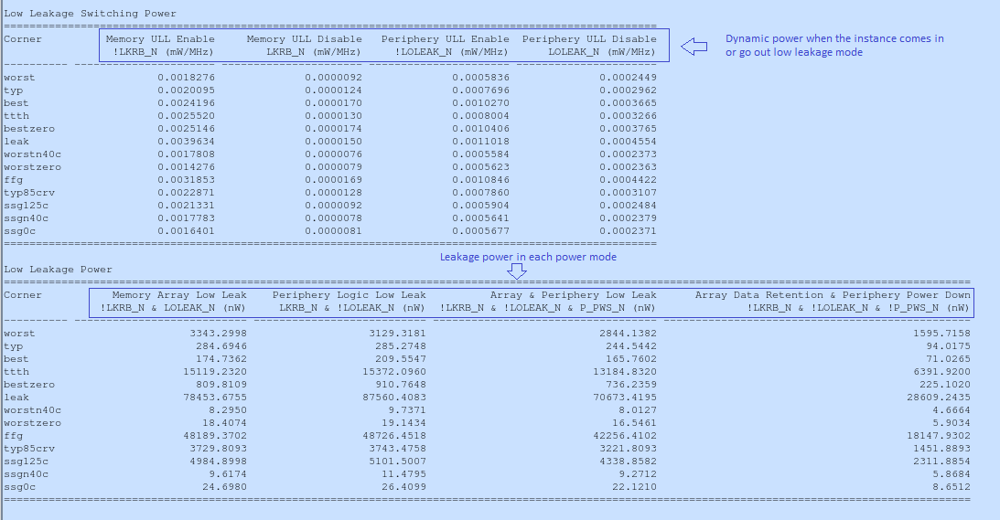 Low Leakage Switching Power
Corner Memory ULL Enable Memory ULL Disable Periphery ULL Enable Periphery ULL Disable
!LKRB_N (mW/MHz) LKRB_N (mW/MHz) !LOLEAK_N (mW/MHz) LOLEAK_N (mW/MHz)
Dynamic power when the instance comes in
or go out low leakage mode
worst 0.0018276 0.0000092 0.0005836 0.0002449
typ 0.0020095 0.0000124 0.0007696 0.0002962
best 0.0024196 0.0000170 0.0010270 0.0003665
ttth 0.0025520 0.0000130 0.0008004 0.0003266
bestzero 0.0025146 0.0000174 0.0010406 0.0003765
leak 0.0039634 0.0000150 0.0011018 0.0004554
worstn40c 0.0017808 0.0000076 0.0005584 0.0002373
worstzero 0.0014276 0.0000079 0.0005623 0.0002363
ffg 0.0031853 0.0000169 0.0010846 0.0004422
typ85crv 0.0022871 0.0000128 0.0007860 0.0003107
ssg125c 0.0021331 0.0000092 0.0005904 0.0002484
ssgn40c 0.0017783 0.0000078 0.0005641 0.0002379
ssg0c 0.0016401 0.0000081 0.0005677 0.0002371
Leakage power in each power mode
Low Leakage Power
Corner Memory Array Low Leak Periphery Logic Low Leak Array & Periphery Low Leak Array Data Retention & Periphery Power Down
!LKRB_N & LOLEAK_N (nW) LKRB_N & !LOLEAK_N (nW) !LKRB_N & !LOLEAK_N & P_PWS_N (nW) !LKRB_N & !LOLEAK_N & !P_PWS_N (nW)
worst 3343.2998 3129.3181 2844.1382 1595.7158
typ 284.6946 285.2748 244.5442 94.0175
best 174.7362 209.5547 165.7602 71.0265
ttth 15119.2320 15372.0960 13184.8320 6391.9200
bestzero 809.8109 910.7648 736.2359 225.1020
leak 78453.6755 87560.4083 70673.4195 28609.2435
worstn40c 8.2950 9.7371 8.0127 4.6664
worstzero 18.4074 19.1434 16.5461 5.9034
ffg 48189.3702 48726.4518 42256.4102 18147.9302
typ85crv 3729.8093 3743.4758 3221.8093 1451.8893
ssg125c 4984.8998 5101.5007 4338.8582 2311.8854
ssgn40c 9.6174 11.4795 9.2712 5.8684
ssg0c 24.6980 26.4099 22.1210 8.6512